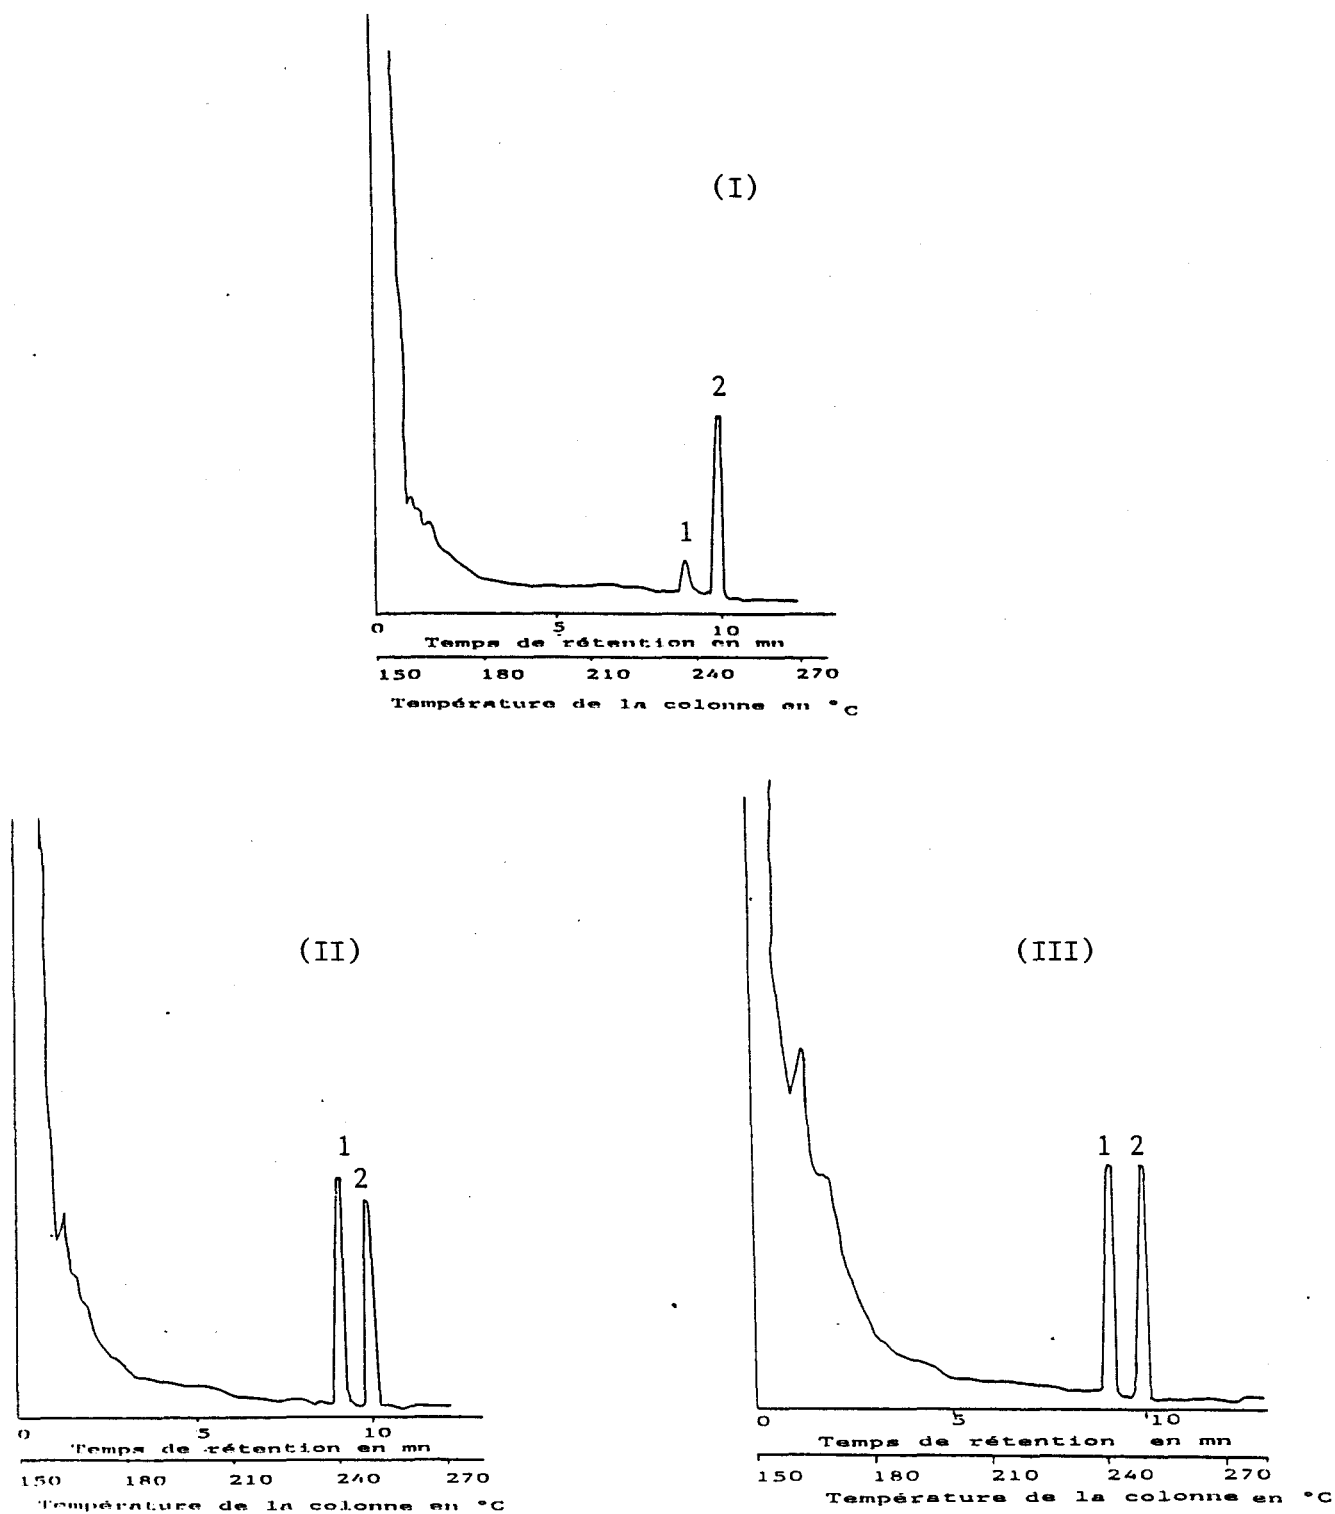 (I)
2
1
0 5 10
Temps de rétention en mn
150 180 210 240 270
Température de la colonne en °C
(II)
1
2
0 5 10
Temps de rétention en mn
150 180 210 240 270
Température de la colonne en °C
(III)
1 2
0 5 10
Temps de rétention en mn
150 180 210 240 270
Température de la colonne en °C